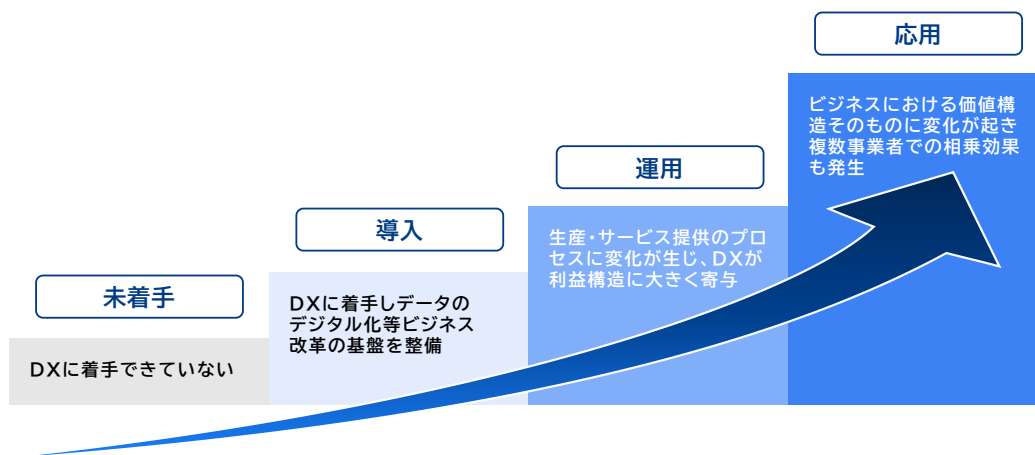 未着手
DXに着手できていない
導入
DXに着手しデータの
デジタル化等ビジネス
改革の基盤を整備
運用
生産・サービス提供のプロ
セスに変化が生じ、DXが
利益構造に大きく寄与
応用
ビジネスにおける価値構
造そのものに変化が起き
複数事業者での相乗効果
も発生